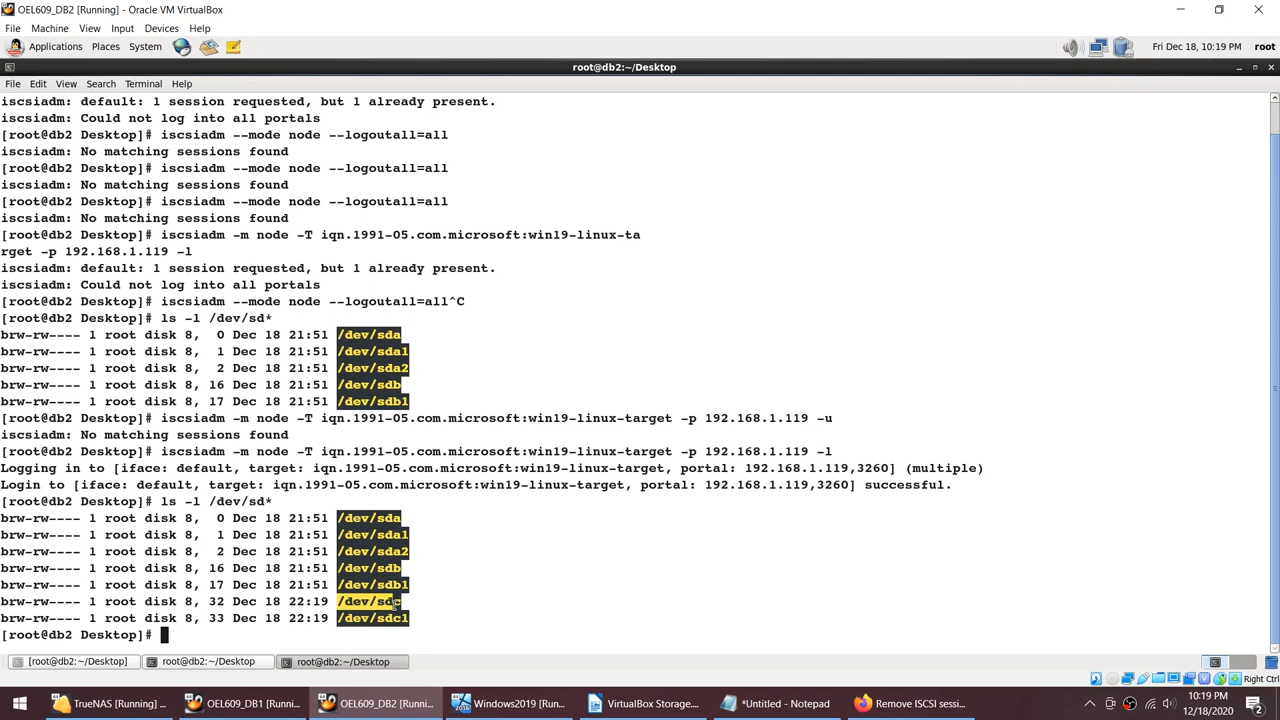 OEL609_DB2 [Running] - Oracle VM VirtualBox
File Machine View Input Devices Help
Applications Places System Fri Dec 18, 10:19 PM root
root@db2:~/Desktop
File Edit View Search Terminal Help
iscsiadm: default: 1 session requested, but 1 already present.
iscsiadm: Could not log into all portals
[root@db2 Desktop]# iscsiadm --mode node --logoutall=all
iscsiadm: No matching sessions found
[root@db2 Desktop]# iscsiadm --mode node --logoutall=all
iscsiadm: No matching sessions found
[root@db2 Desktop]# iscsiadm --mode node --logoutall=all
iscsiadm: No matching sessions found
[root@db2 Desktop]# iscsiadm -m node -T iqn.1991-05.com.microsoft:win19-linux-ta
rget -p 192.168.1.119 -l
iscsiadm: default: 1 session requested, but 1 already present.
iscsiadm: Could not log into all portals
[root@db2 Desktop]# iscsiadm --mode node --logoutall=all^C
[root@db2 Desktop]# ls -l /dev/sd*
brw-rw---- 1 root disk 8, 0 Dec 18 21:51 /dev/sda
brw-rw---- 1 root disk 8, 1 Dec 18 21:51 /dev/sda1
brw-rw---- 1 root disk 8, 2 Dec 18 21:51 /dev/sda2
brw-rw---- 1 root disk 8, 16 Dec 18 21:51 /dev/sdb
brw-rw---- 1 root disk 8, 17 Dec 18 21:51 /dev/sdb1
[root@db2 Desktop]# iscsiadm -m node -T iqn.1991-05.com.microsoft:win19-linux-target -p 192.168.1.119 -u
iscsiadm: No matching sessions found
[root@db2 Desktop]# iscsiadm -m node -T iqn.1991-05.com.microsoft:win19-linux-target -p 192.168.1.119 -l
Logging in to [iface: default, target: iqn.1991-05.com.microsoft:win19-linux-target, portal: 192.168.1.119,3260] (multiple)
Login to [iface: default, target: iqn.1991-05.com.microsoft:win19-linux-target, portal: 192.168.1.119,3260] successful.
[root@db2 Desktop]# ls -l /dev/sd*
brw-rw---- 1 root disk 8, 0 Dec 18 21:51 /dev/sda
brw-rw---- 1 root disk 8, 1 Dec 18 21:51 /dev/sda1
brw-rw---- 1 root disk 8, 2 Dec 18 21:51 /dev/sda2
brw-rw---- 1 root disk 8, 16 Dec 18 21:51 /dev/sdb
brw-rw---- 1 root disk 8, 17 Dec 18 21:51 /dev/sdb1
brw-rw---- 1 root disk 8, 32 Dec 18 22:19 /dev/sdc
brw-rw---- 1 root disk 8, 33 Dec 18 22:19 /dev/sdc1
[root@db2 Desktop]#
[root@db2:~/Desktop] root@db2:~/Desktop root@db2:~/Desktop
Right Ctrl
TrueNAS [Running] ... OEL609_DB1 [Runni... OEL609_DB2 [Runni... Windows2019 [Runn... VirtualBox Storage.... *Untitled - Notepad Remove ISCSI sessi... 10:19 PM
12/18/2020 2